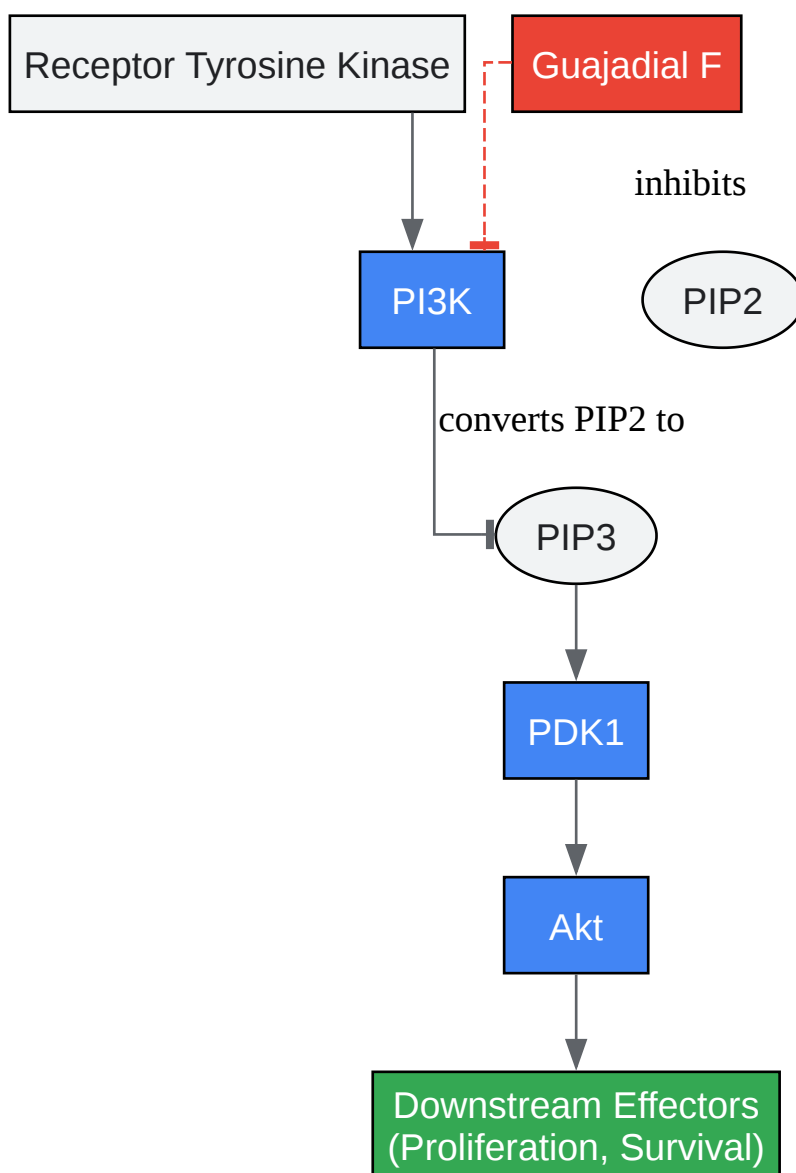 Receptor Tyrosine Kinase
Guajadial F
inhibits
PI3K
PIP2
converts PIP2 to
PIP3
PDK1
Akt
Downstream Effectors
(Proliferation, Survival)